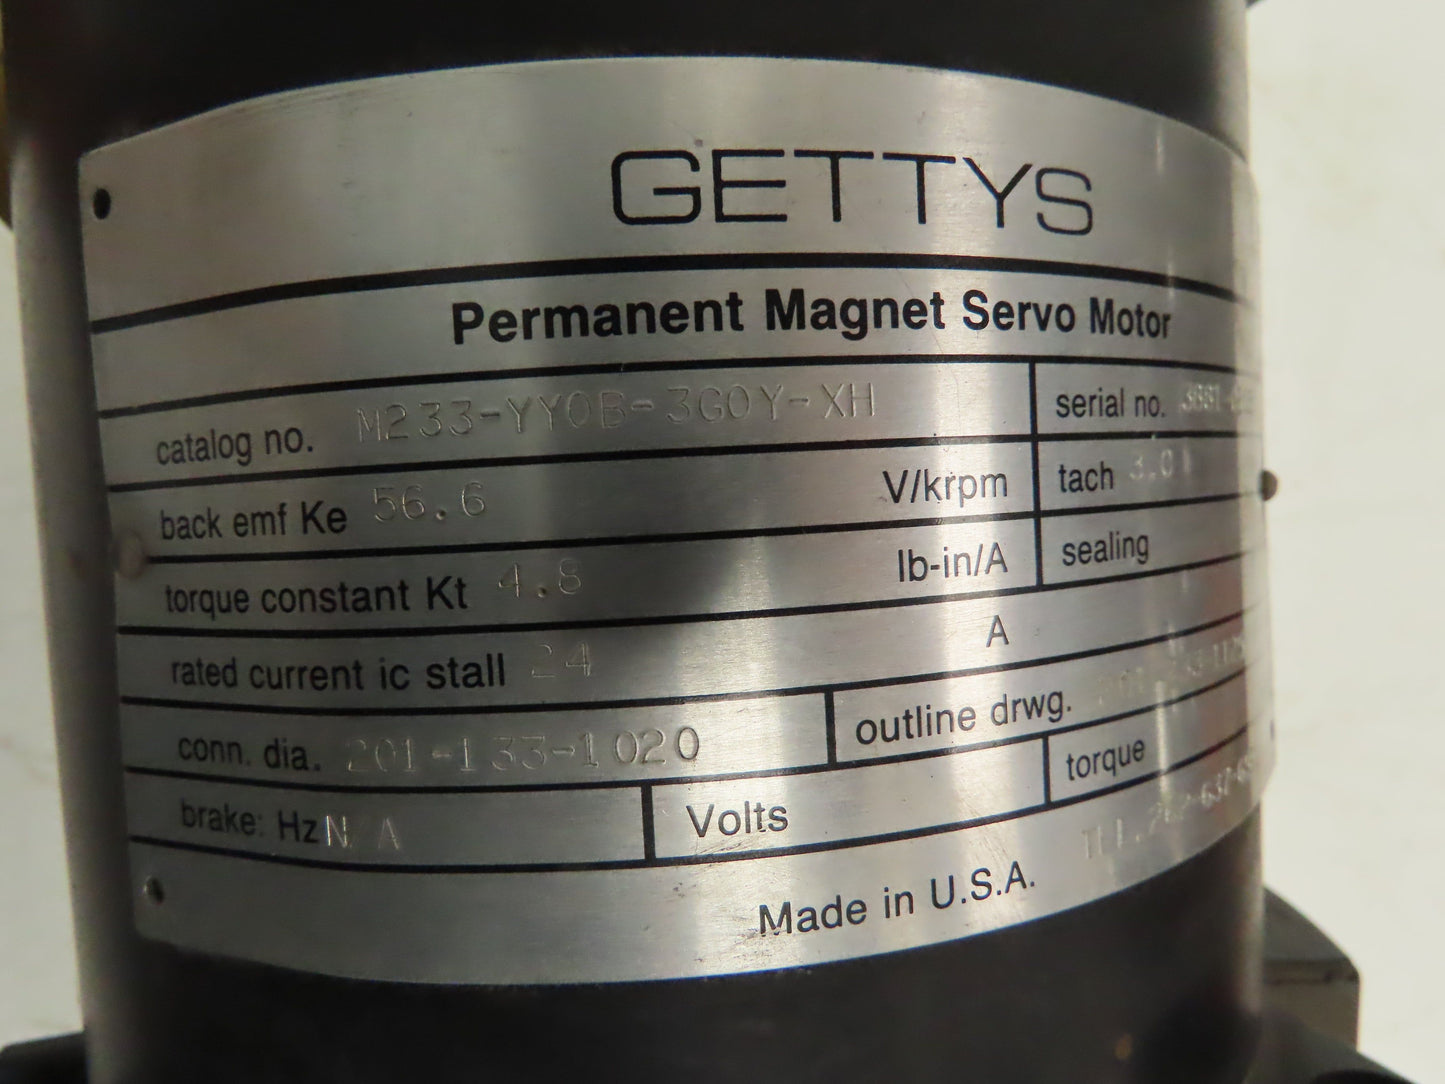 GETTYS
Permanent Magnet Servo Motor
catalog no. M233-YY0B-3G0Y-XH serial no.
back emf Ke 56.6 V/krpm tach
torque constant Kt 4.8 lb-in/A sealing
rated current ic stall 24 A
conn. dia. 201-133-1020 outline drwg.
brake: Hz N/A Volts torque
Made in U.S.A.